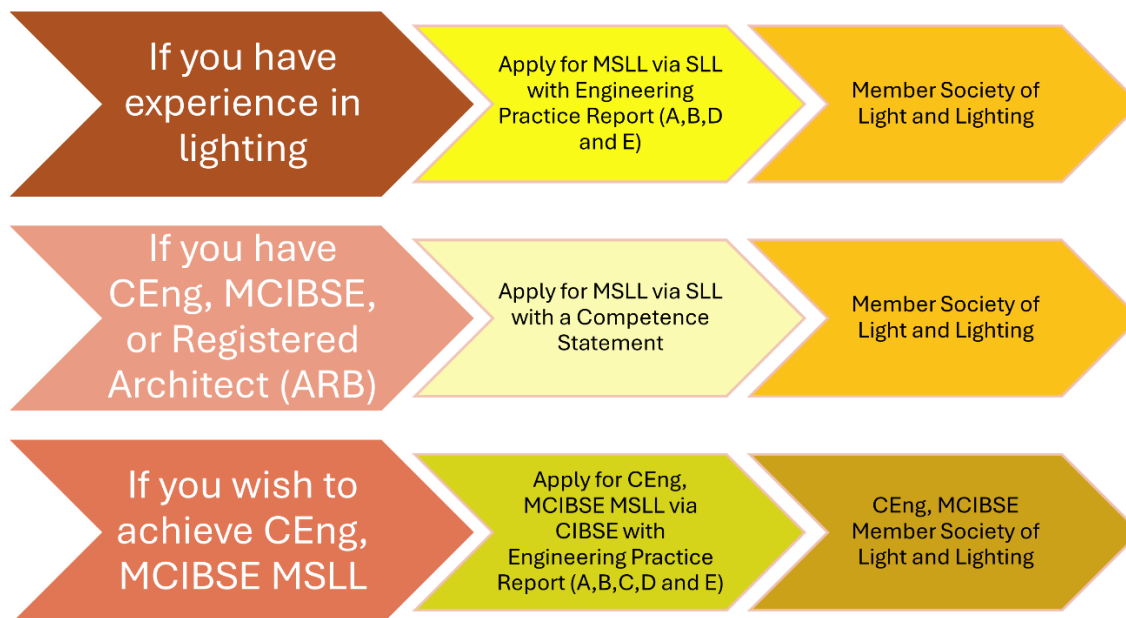 If you have
experience in
lighting
Apply for MSLL via SLL
with Engineering
Practice Report (A,B,D
and E)
Member Society of
Light and Lighting
If you have
CEng, MCIBSE,
or Registered
Architect (ARB)
Apply for MSLL via SLL
with a Competence
Statement
Member Society of
Light and Lighting
If you wish to
achieve CEng,
MCIBSE MSLL
Apply for CEng,
MCIBSE MSLL via
CIBSE with
Engineering Practice
Report (A,B,C,D and E)
CEng, MCIBSE
Member Society of
Light and Lighting